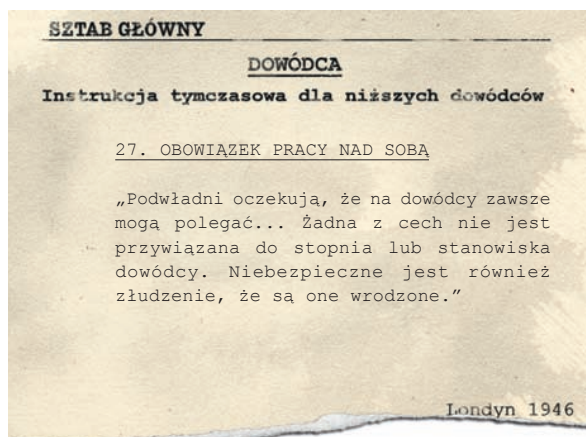 SZTAB GŁÓWNY
DOWÓDCA
Instrukcja tymczasowa dla niższych dowódców
27. OBOWIĄZEK PRACY NAD SOBĄ
„Podwładni oczekują, że na dowódcy zawsze
mogą polegać... Żadna z cech nie jest
przywiązana do stopnia lub stanowiska
dowódcy. Niebezpieczne jest również
złudzenie, że są one wrodzone.”
Londyn 1946